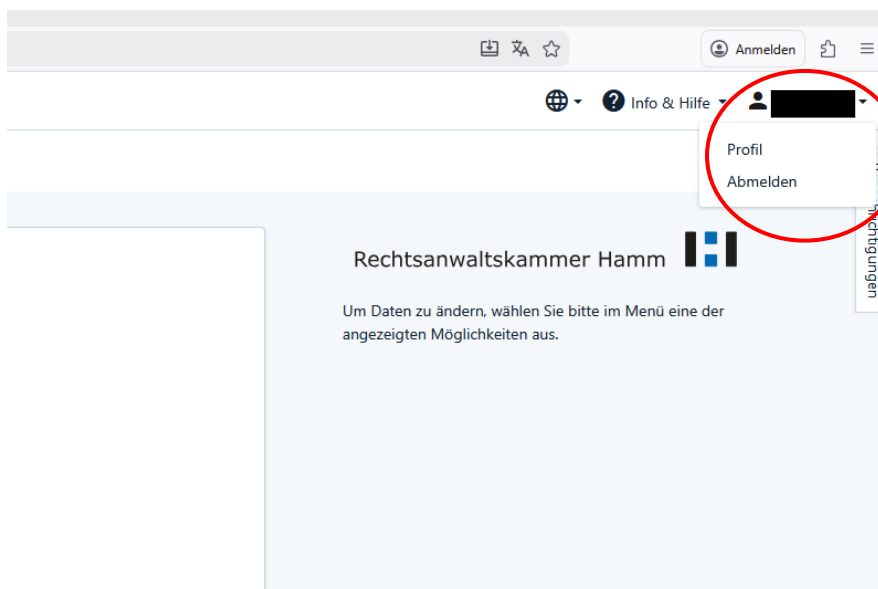 Anmelden
Info & Hilfe
Profil
Abmelden
Rechtsanwaltskammer Hamm
Um Daten zu ändern, wählen Sie bitte im Menü eine der
angezeigten Möglichkeiten aus.